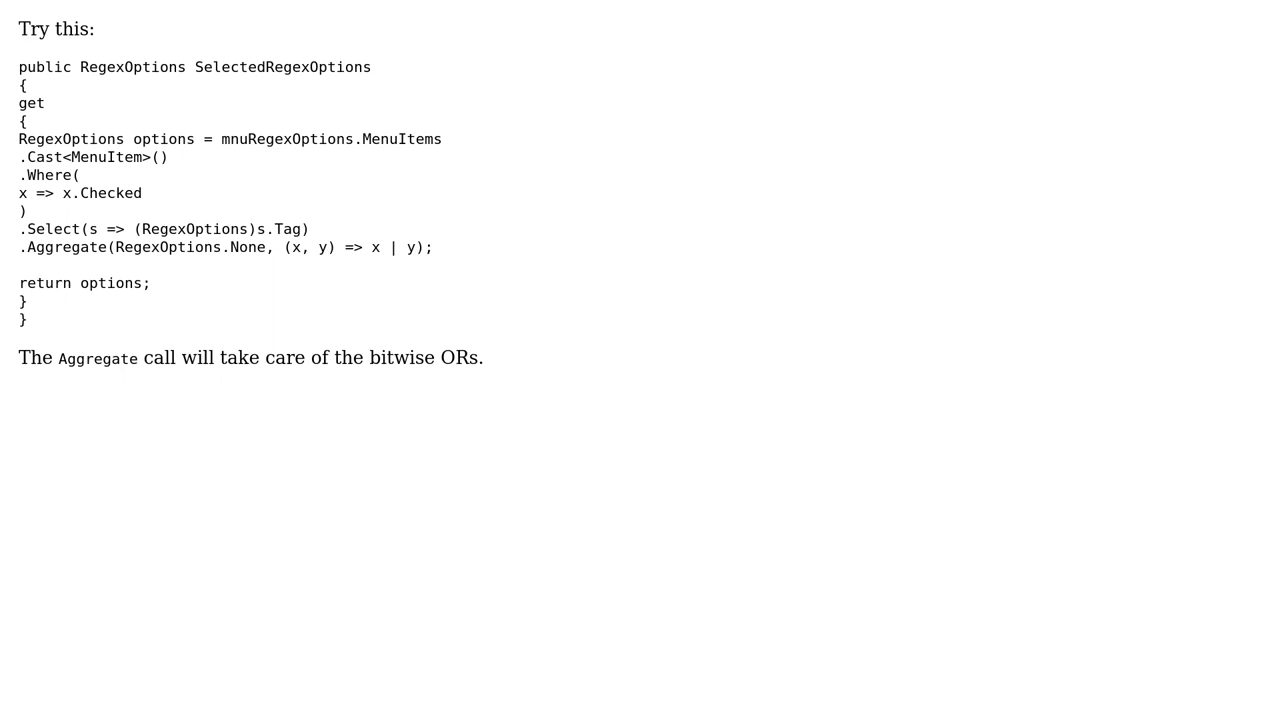 Try this:
public RegexOptions SelectedRegexOptions
{
get
{
RegexOptions options = mnuRegexOptions.MenuItems
.Cast<MenuItem>()
.Where(
x => x.Checked
)
.Select(s => (RegexOptions)s.Tag)
.Aggregate(RegexOptions.None, (x, y) => x | y);
return options;
}
}
The Aggregate call will take care of the bitwise ORs.